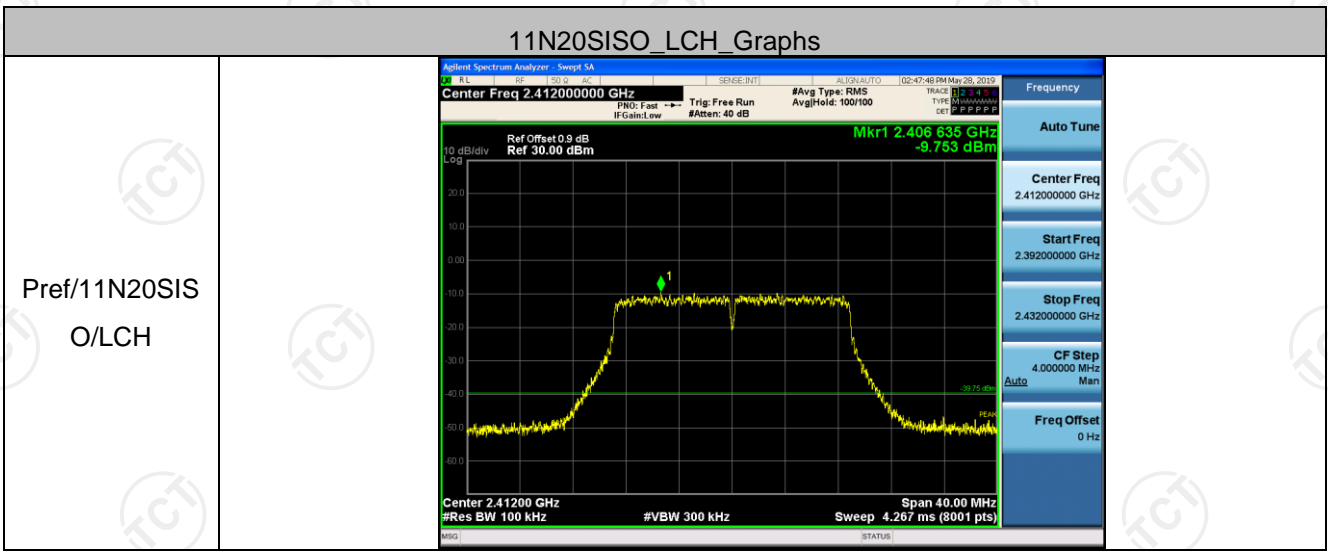 11N20SISO_LCH_Graphs
Pref/11N20SIS
O/LCH
Agilent Spectrum Analyzer - Swept SA
RL RF 50 Ω AC SENSE:INT ALIGN AUTO 02:47:48 PM May 28, 2019
Center Freq 2.412000000 GHz
PNO: Fast
IFGain:Low
Trig: Free Run
#Atten: 40 dB
#Avg Type: RMS
Avg|Hold: 100/100
TRACE 1 2 3 4 5 6
TYPE M
DET P P P P P P
Mkr1 2.406 635 GHz
-9.753 dBm
Ref Offset 0.9 dB
10 dB/div Ref 30.00 dBm
Log
20.0
10.0
0.00
-10.0
-20.0
-30.0
-40.0
-50.0
-60.0
1
-39.75 dBm
PEAK
Center 2.41200 GHz Span 40.00 MHz
#Res BW 100 kHz #VBW 300 kHz Sweep 4.267 ms (8001 pts)
MSG STATUS
Frequency
Auto Tune
Center Freq
2.412000000 GHz
Start Freq
2.392000000 GHz
Stop Freq
2.432000000 GHz
CF Step
4.000000 MHz
Auto Man
Freq Offset
0 Hz
TCT
TCT
TCT
TCT
TCT